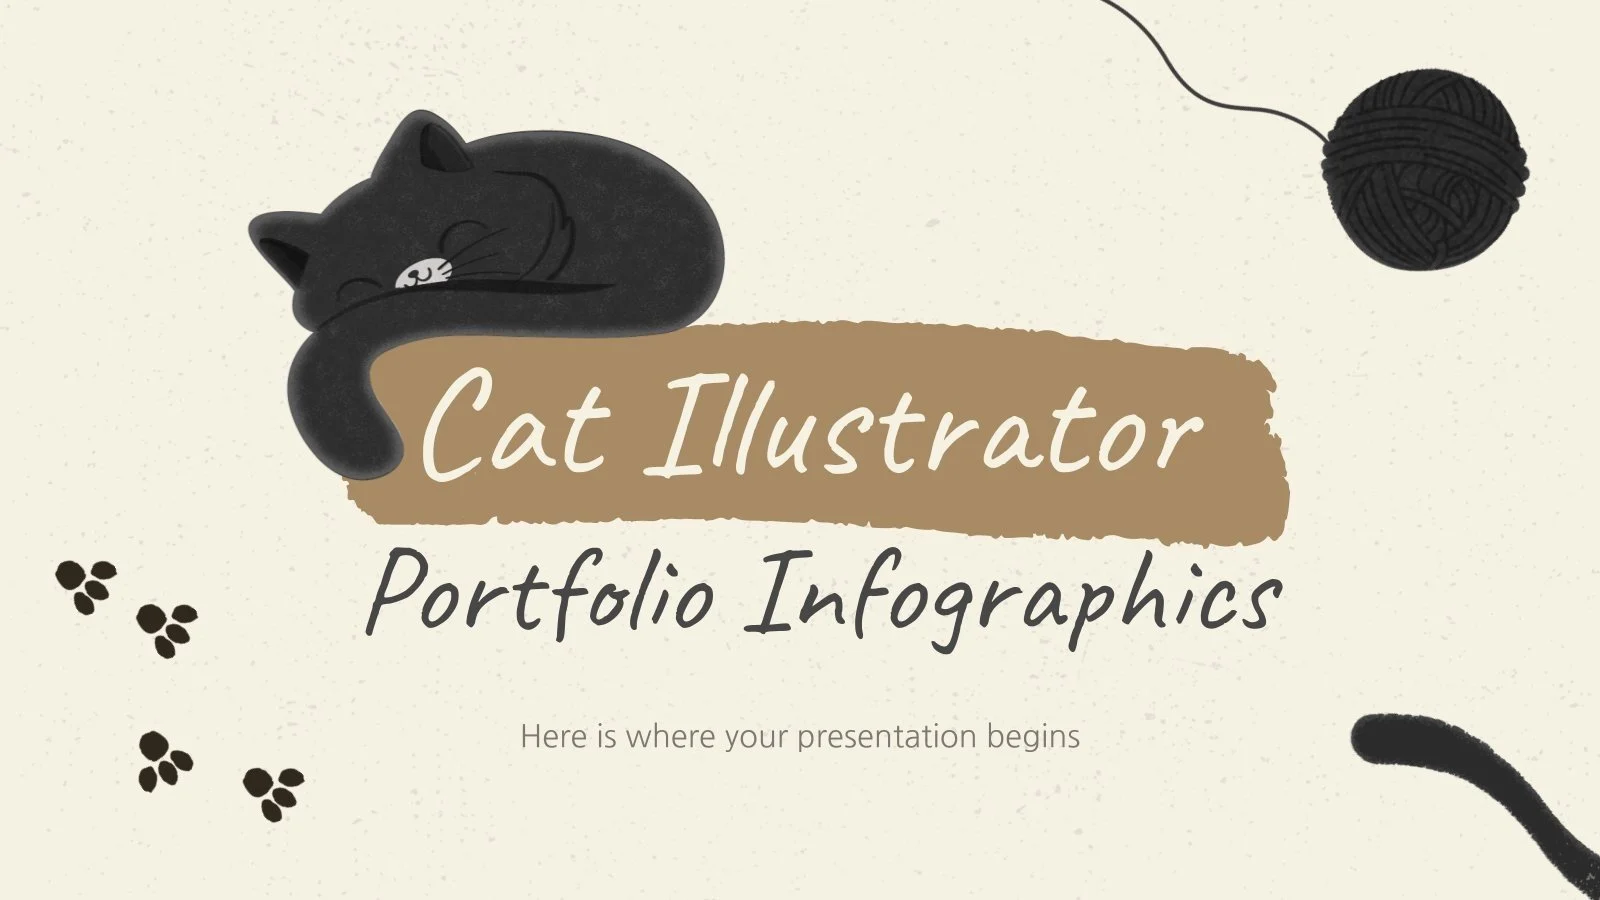 Cat Illustrator
Portfolio Infographics
Here is where your presentation begins